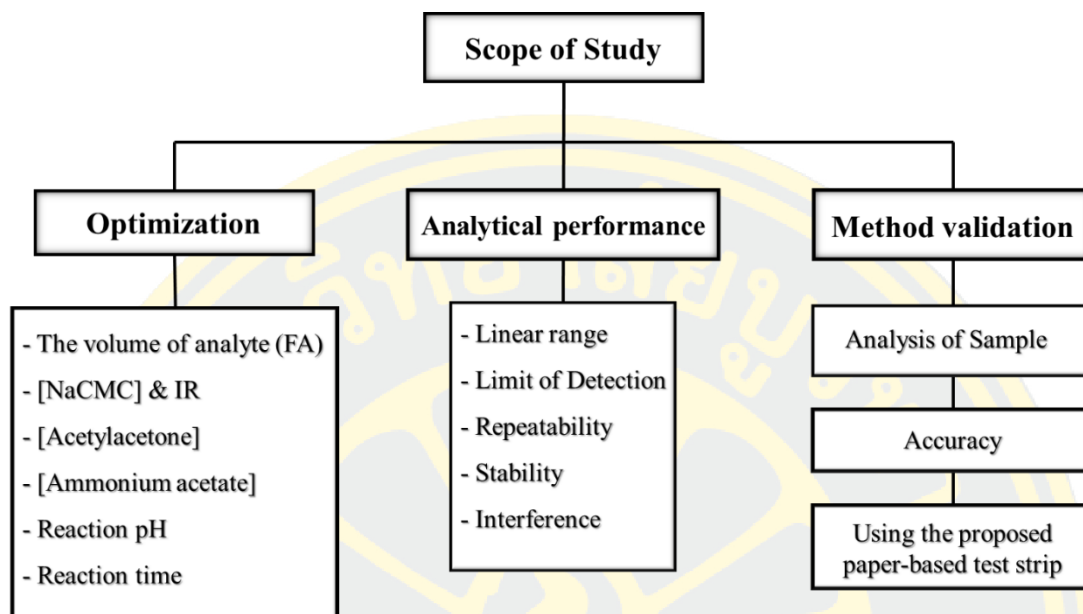 Scope of Study
Optimization
- The volume of analyte (FA)
- [NaCMC] & IR
- [Acetylacetone]
- [Ammonium acetate]
- Reaction pH
- Reaction time
Analytical performance
- Linear range
- Limit of Detection
- Repeatability
- Stability
- Interference
Method validation
Analysis of Sample
Accuracy
Using the proposed
paper-based test strip